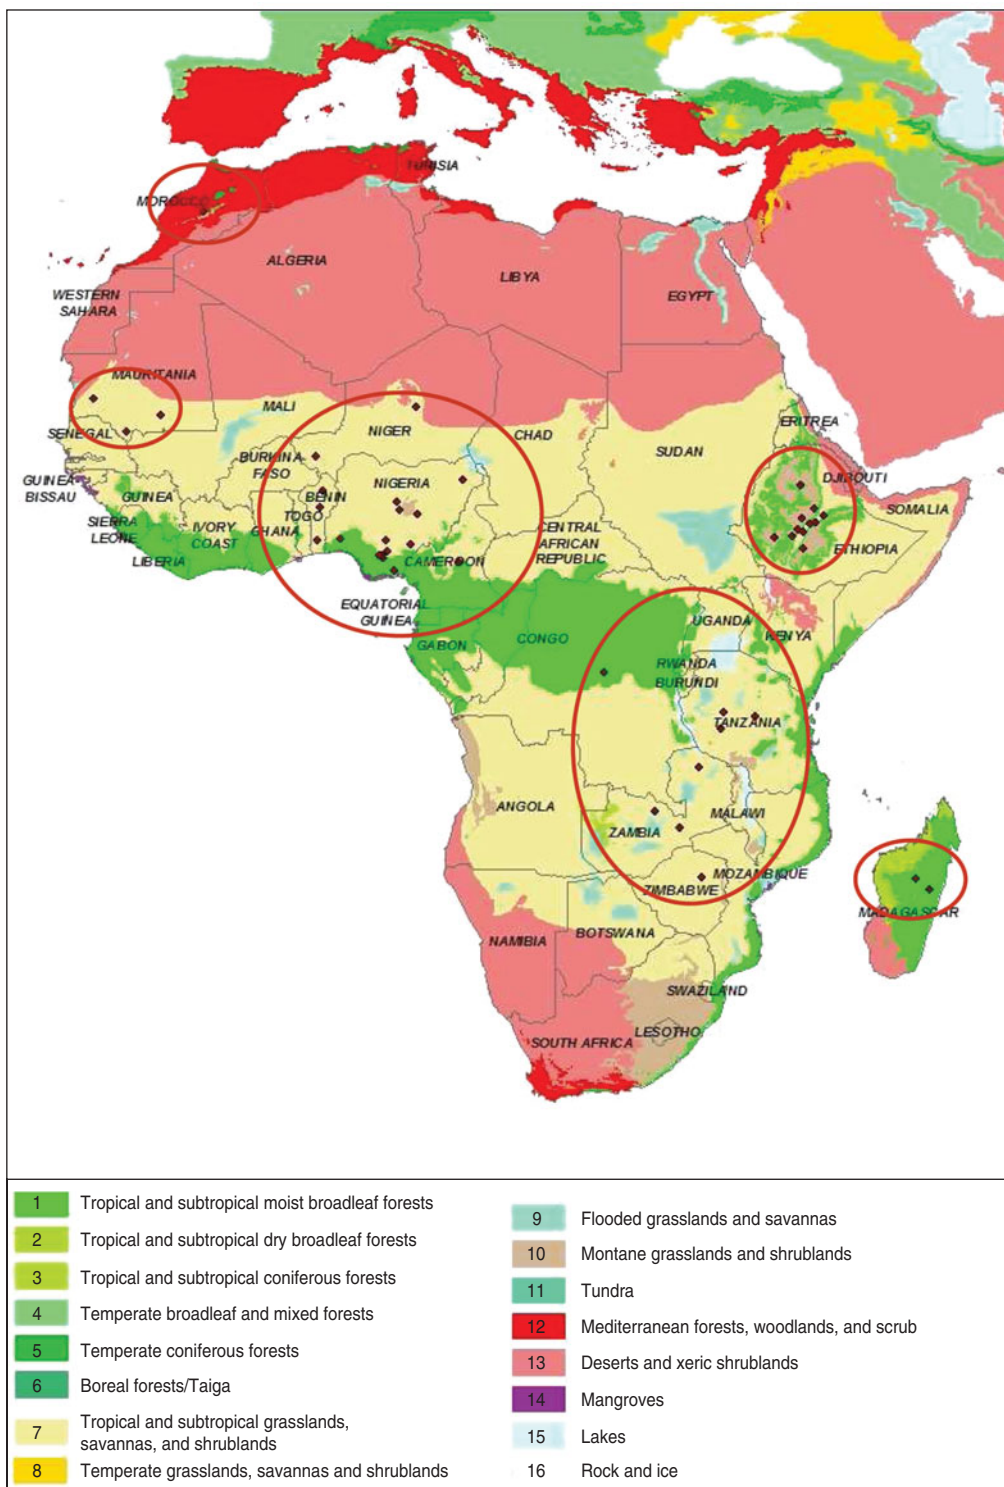 TUNISIA
MOROCCO
ALGERIA
LIBYA
EGYPT
WESTERN
SAHARA
MAURITANIA
MALI
NIGER
CHAD
SUDAN
ERITREA
SENEGAL
BURKINA
FASO
NIGERIA
DJIBOUTI
GUINEA
BISSAU
GUINEA
BENIN
TOGO
SOMALIA
SIERRA
LEONE
IVORY
COAST
GHANA
CENTRAL
AFRICAN
REPUBLIC
ETHIOPIA
LIBERIA
CAMEROON
EQUATORIAL
GUINEA
UGANDA
KENYA
GABON
CONGO
RWANDA
BURUNDI
TANZANIA
ANGOLA
ZAMBIA
MALAWI
MOZAMBIQUE
ZIMBABWE
MADAGASCAR
NAMIBIA
BOTSWANA
SWAZILAND
LESOTHO
SOUTH AFRICA
1 Tropical and subtropical moist broadleaf forests
2 Tropical and subtropical dry broadleaf forests
3 Tropical and subtropical coniferous forests
4 Temperate broadleaf and mixed forests
5 Temperate coniferous forests
6 Boreal forests/Taiga
7 Tropical and subtropical grasslands,
savannas, and shrublands
8 Temperate grasslands, savannas and shrublands
9 Flooded grasslands and savannas
10 Montane grasslands and shrublands
11 Tundra
12 Mediterranean forests, woodlands, and scrub
13 Deserts and xeric shrublands
14 Mangroves
15 Lakes
16 Rock and ice